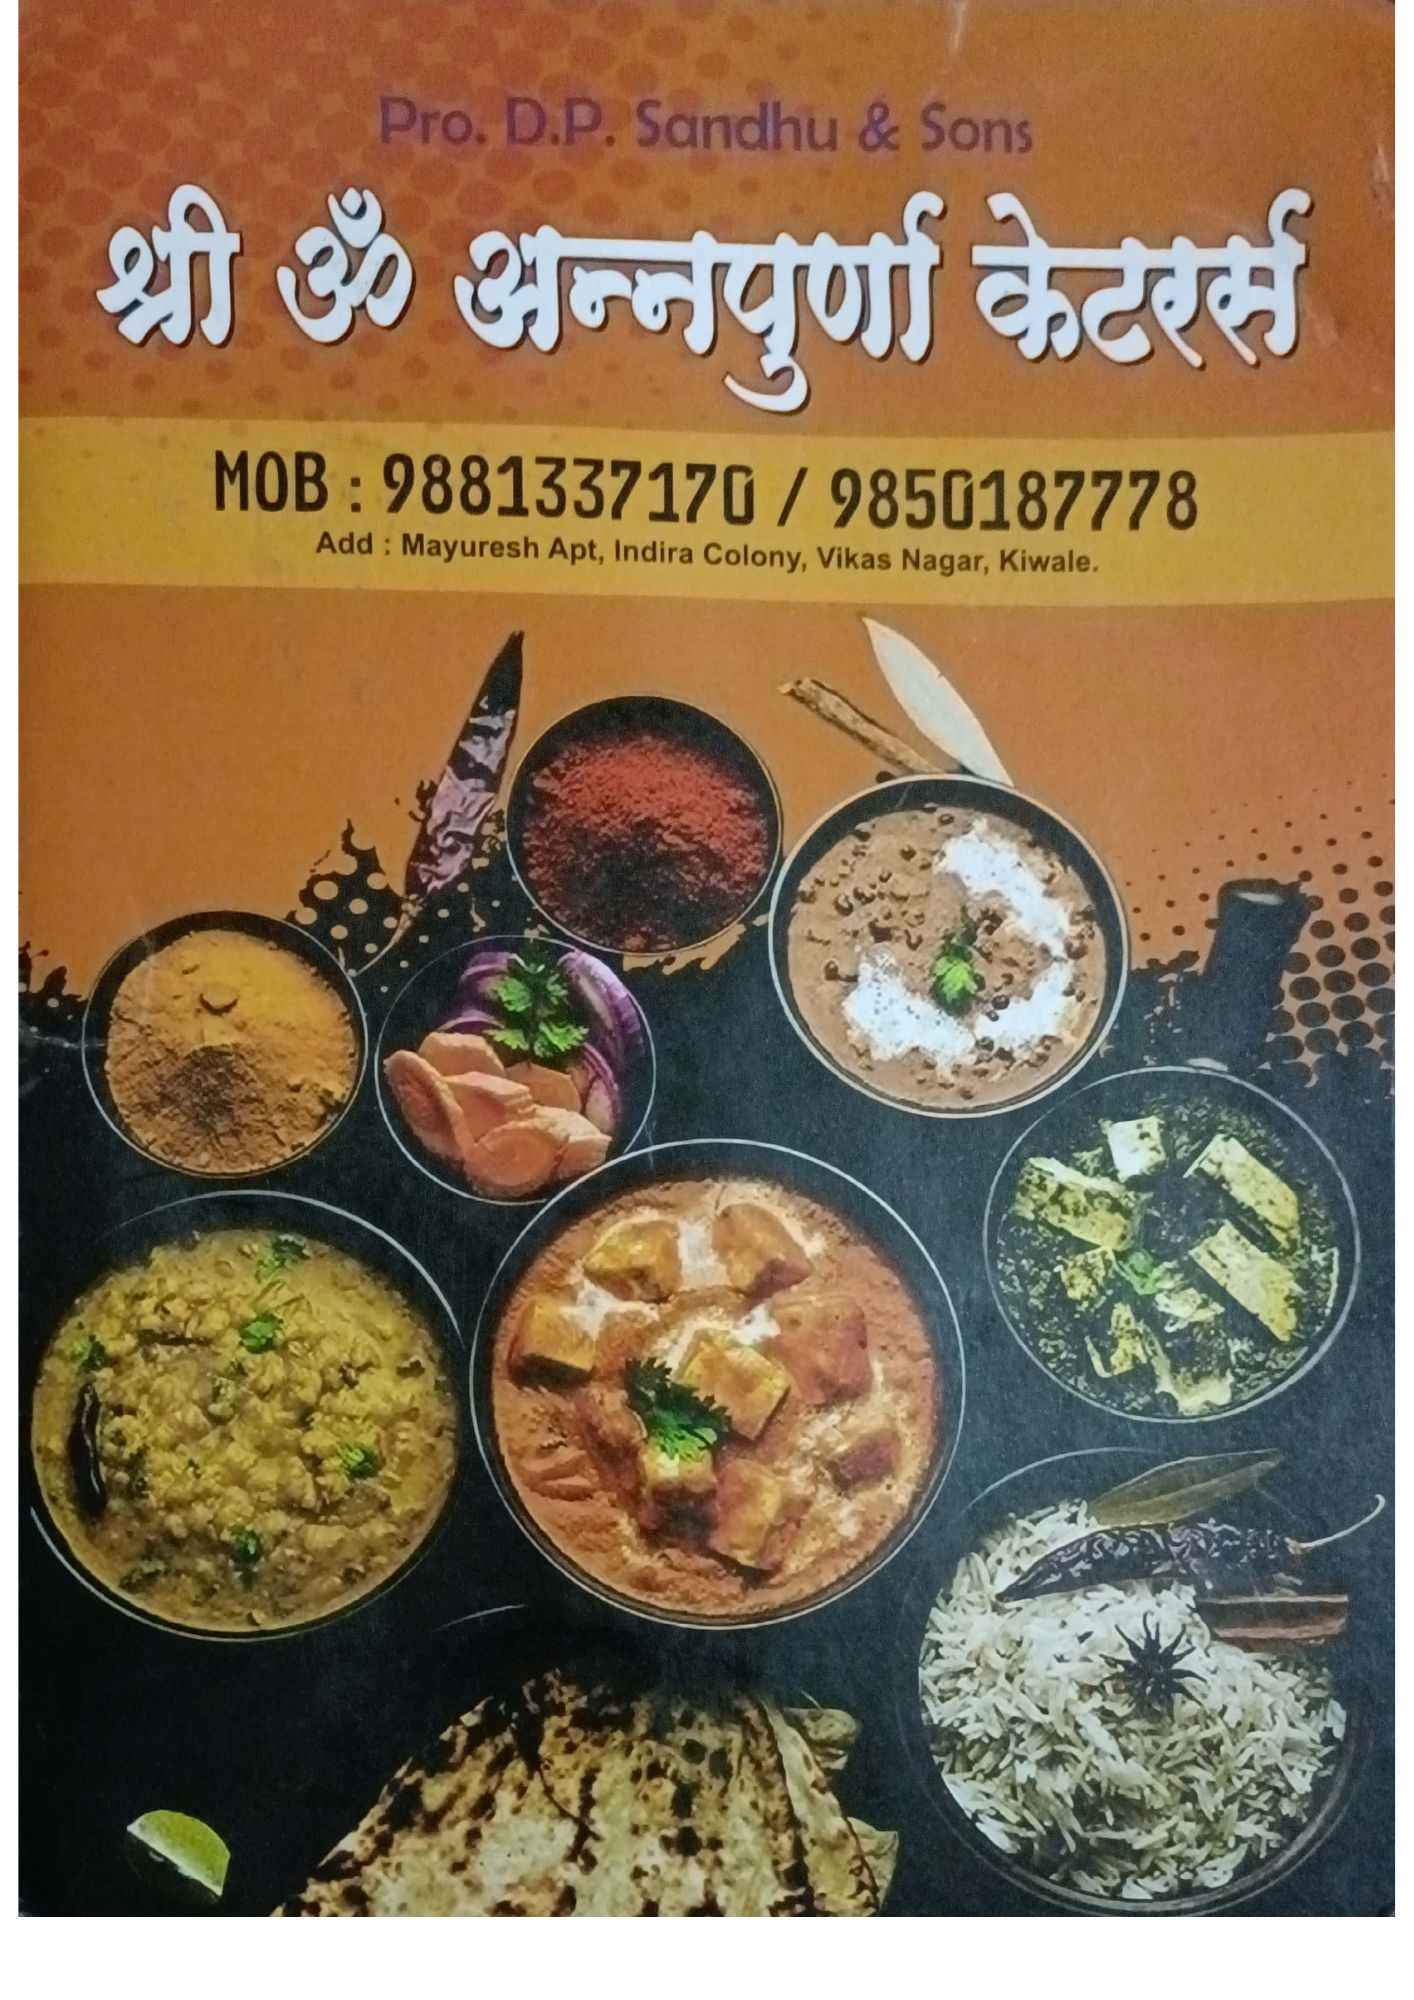 Pro. D.P. Sandhu & Sons
श्री ॐ अन्नपुर्णा केटरर्स
MOB : 9881337170 / 9850187778
Add : Mayuresh Apt, Indira Colony, Vikas Nagar, Kiwale.